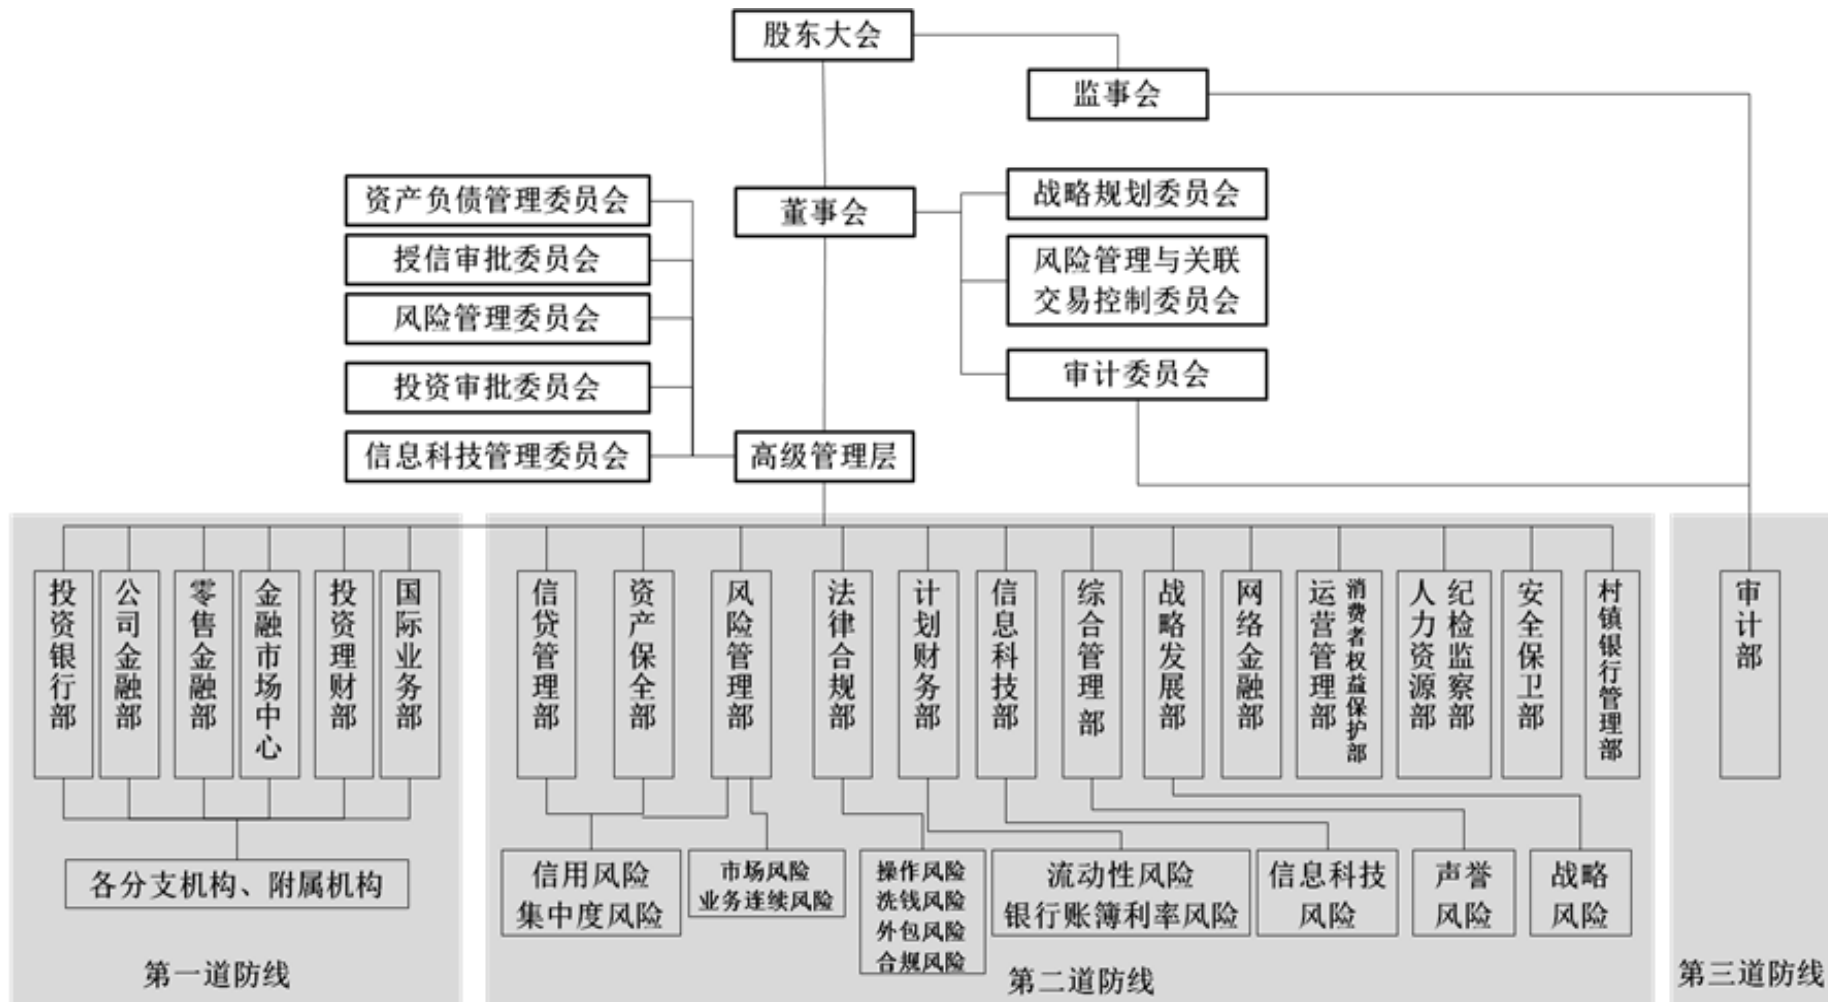 股东大会
监事会
资产负债管理委员会
董事会
战略规划委员会
授信审批委员会
风险管理与关联
交易控制委员会
风险管理委员会
投资审批委员会
审计委员会
信息科技管理委员会
高级管理层
投资银行部
公司金融部
零售金融部
金融市场中心
投资理财部
国际业务部
信贷管理部
资产保全部
风险管理部
法律合规部
计划财务部
信息科技部
综合管理部
战略发展部
网络金融部
运营管理部
消费者权益保护部
人力资源部
纪检监察部
安全保卫部
村镇银行管理部
审计部
各分支机构、附属机构
信用风险
集中度风险
市场风险
业务连续风险
操作风险
洗钱风险
外包风险
合规风险
流动性风险
银行账簿利率风险
信息科技
风险
声誉
风险
战略
风险
第一道防线
第二道防线
第三道防线